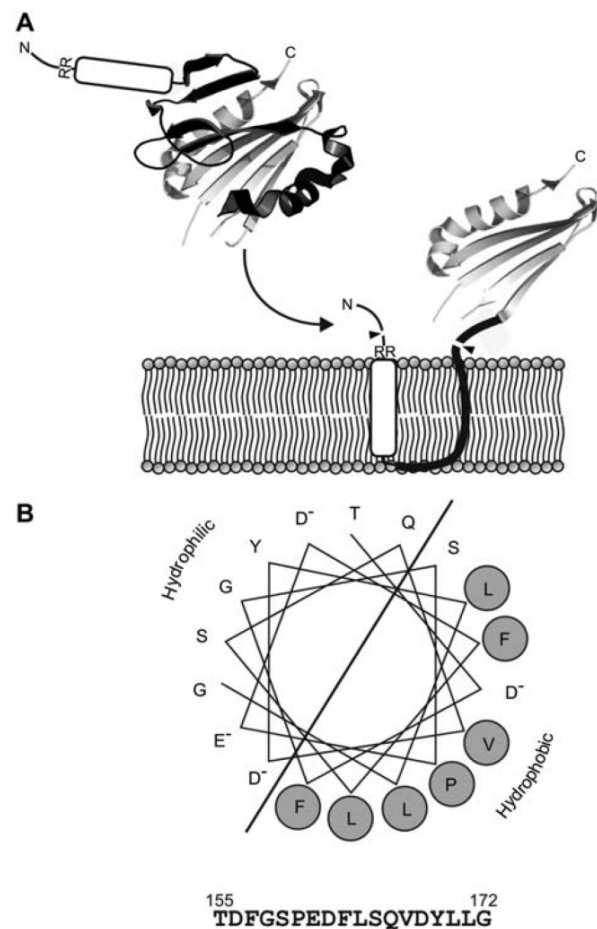 A
N
RR
C
C
N
RR
B
Hydrophilic
D⁻ T Q
Y S
G L
S F
G D⁻
E⁻ V
D⁻ P
F L L
Hydrophobic
155 172
TDFGSPEDFLSQVDYLLG